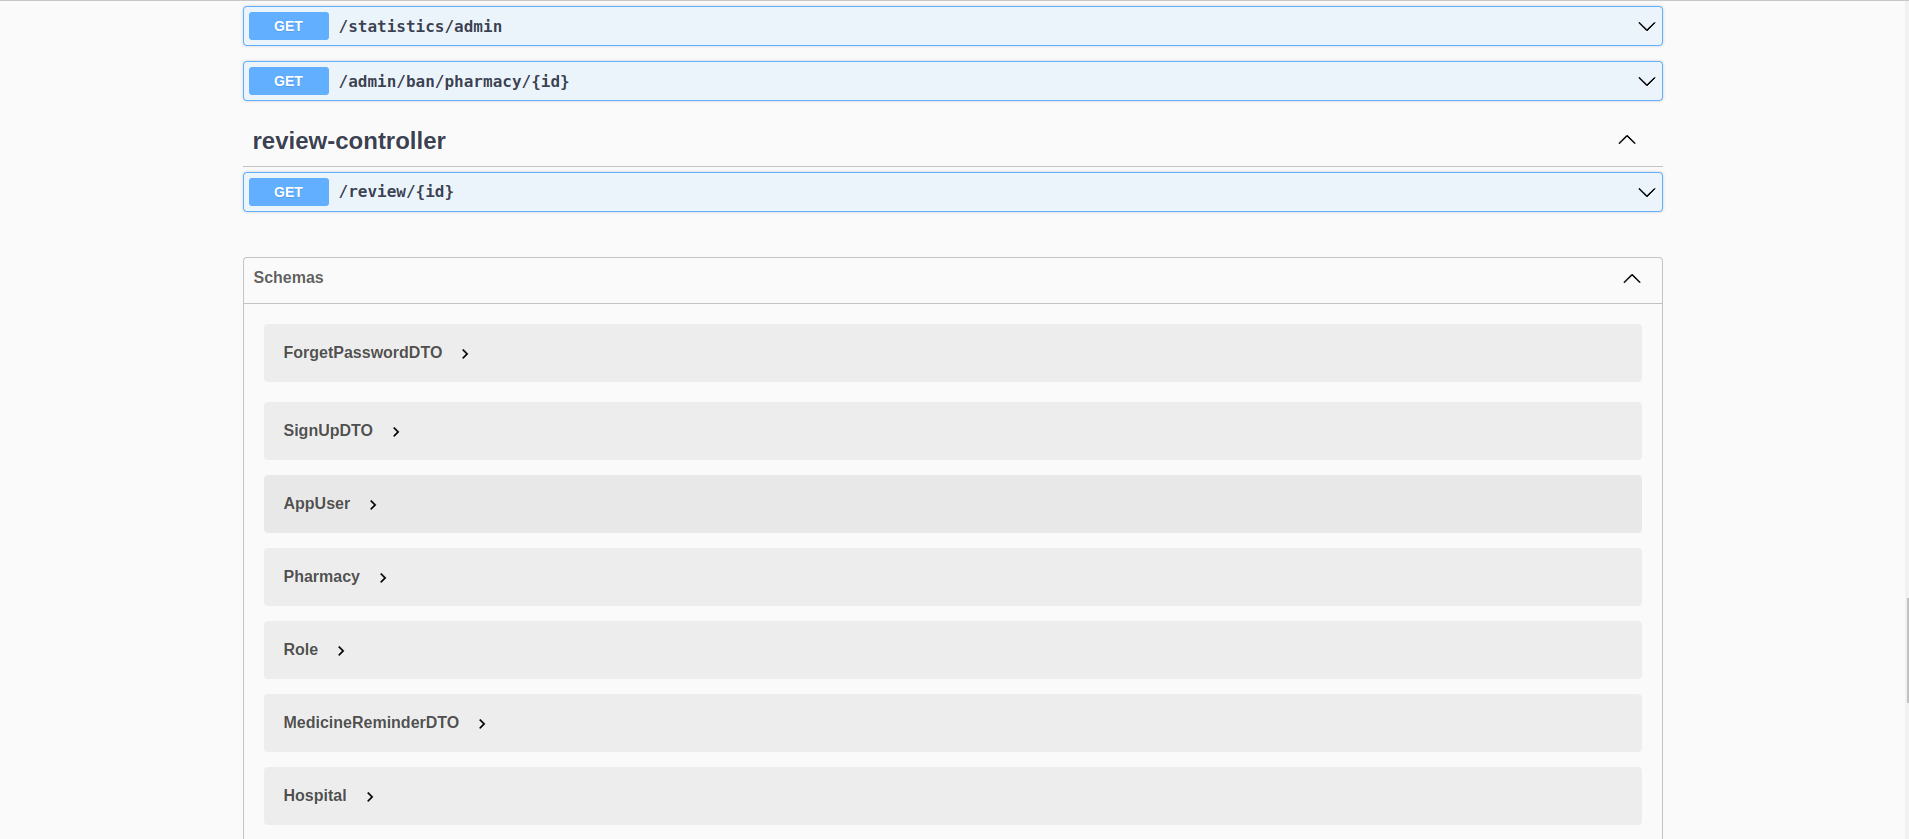 GET /statistics/admin
GET /admin/ban/pharmacy/{id}
review-controller
GET /review/{id}
Schemas
ForgetPasswordDTO
SignUpDTO
AppUser
Pharmacy
Role
MedicineReminderDTO
Hospital